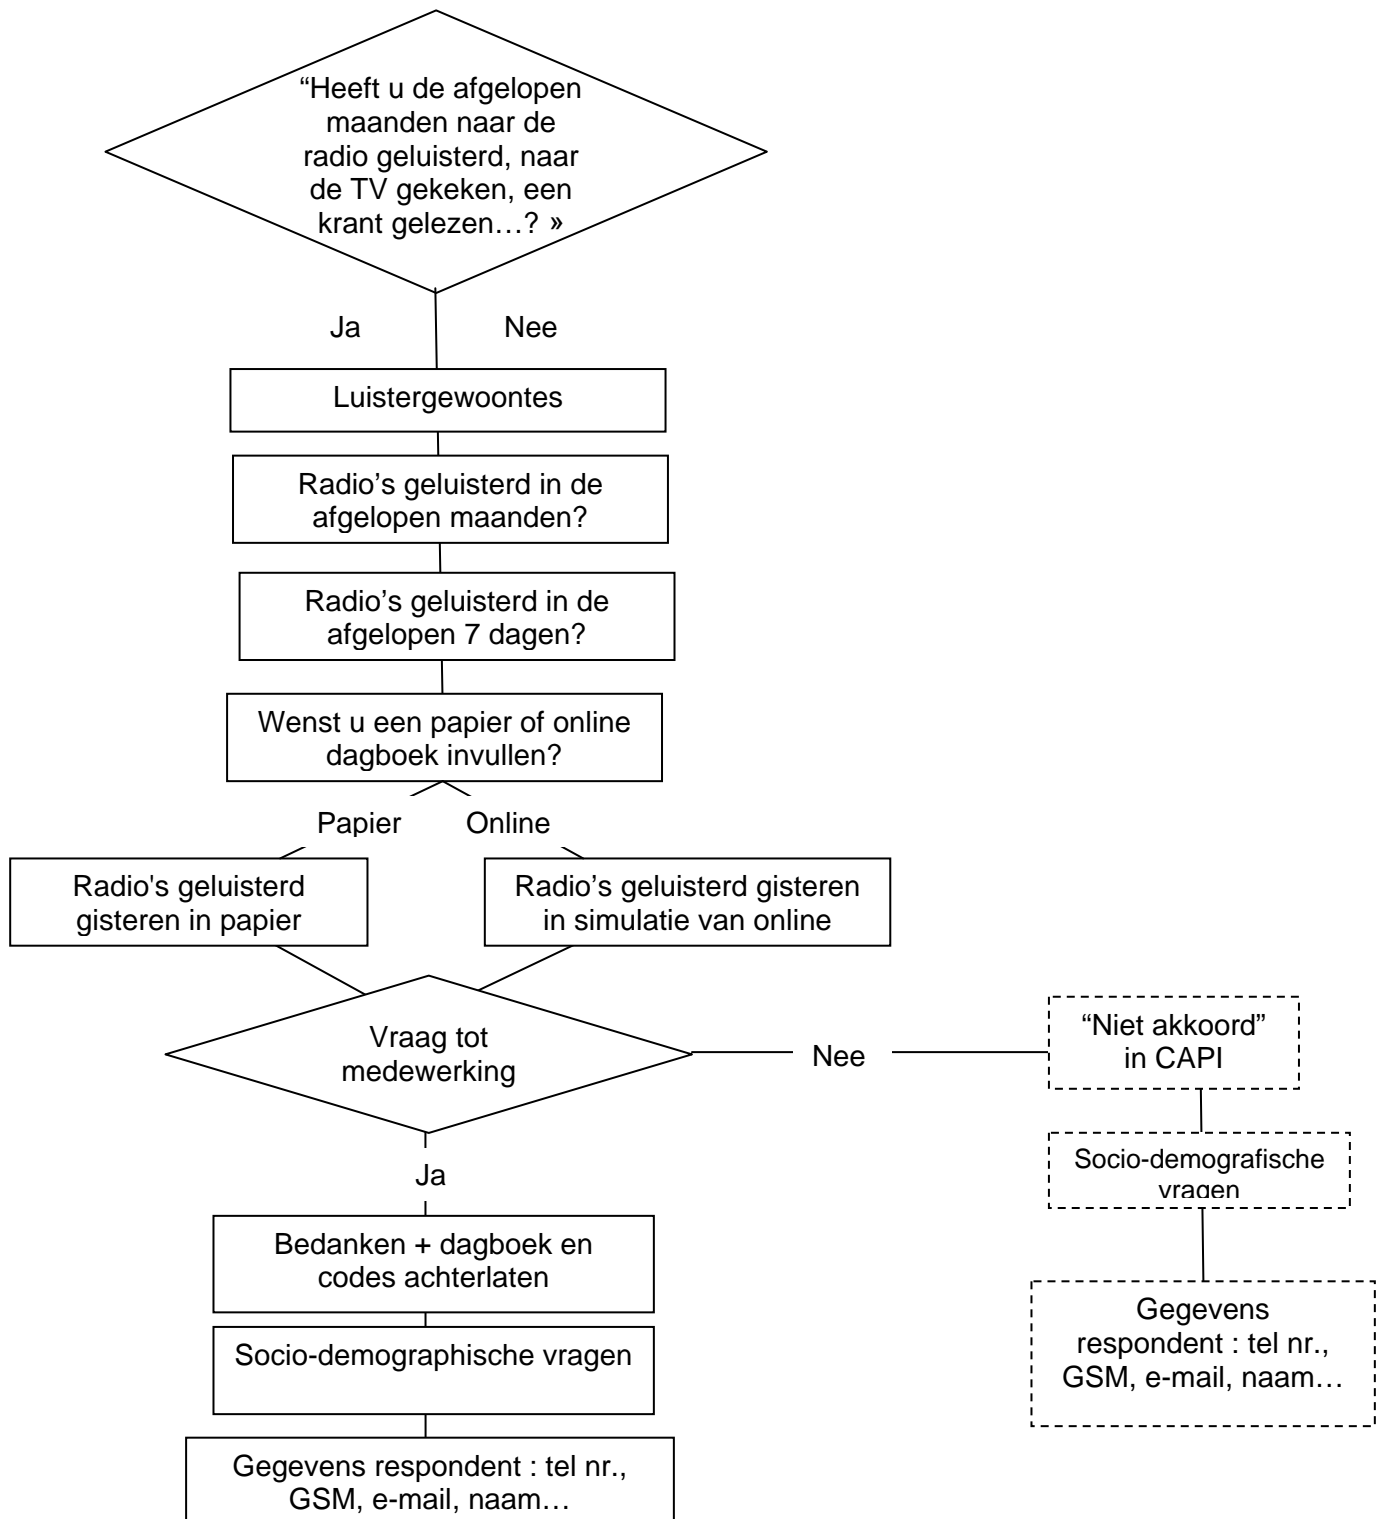 “Heeft u de afgelopen
maanden naar de
radio geluisterd, naar
de TV gekeken, een
krant gelezen…? »
Ja
Nee
Luistergewoontes
Radio’s geluisterd in de
afgelopen maanden?
Radio’s geluisterd in de
afgelopen 7 dagen?
Wenst u een papier of online
dagboek invullen?
Papier
Online
Radio's geluisterd
gisteren in papier
Radio’s geluisterd gisteren
in simulatie van online
Vraag tot
medewerking
Nee
“Niet akkoord”
in CAPI
Socio-demografische
vragen
Gegevens
respondent : tel nr.,
GSM, e-mail, naam…
Ja
Bedanken + dagboek en
codes achterlaten
Socio-demographische vragen
Gegevens respondent : tel nr.,
GSM, e-mail, naam…